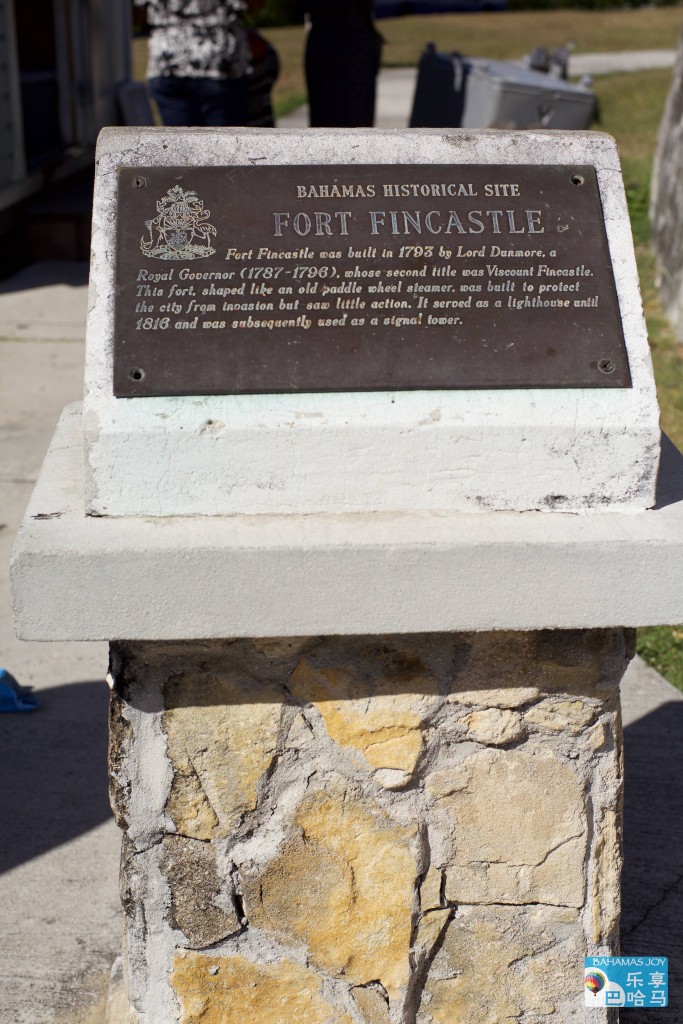 BAHAMAS HISTORICAL SITE
FORT FINCASTLE
Fort Fincastle was built in 1793 by Lord Dunmore, a
Royal Governor (1787-1796), whose second title was Viscount Fincastle.
This fort, shaped like an old paddle wheel steamer, was built to protect
the city from invasion but saw little action. It served as a lighthouse until
1816 and was subsequently used as a signal tower.
BAHAMAS JOY
乐享
巴哈马